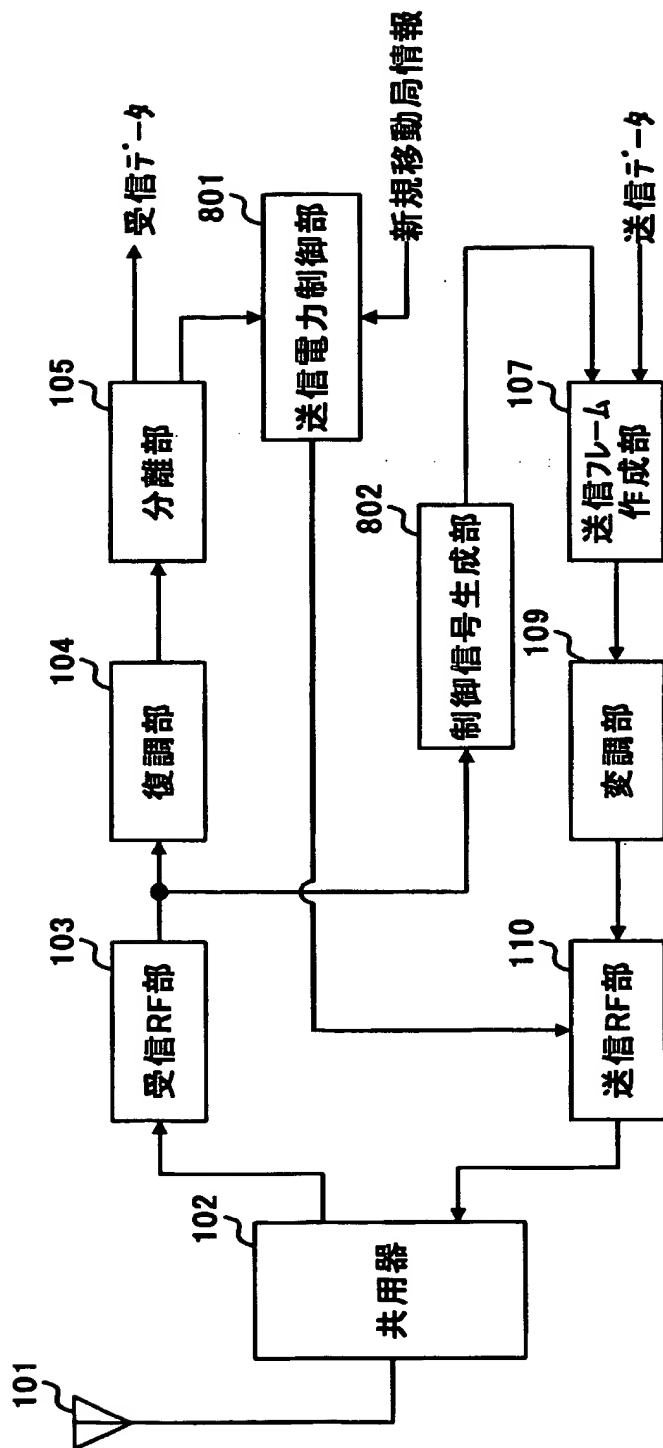 101
102
共用器
103
受信RF部
104
復調部
105
分離部
受信データ
801
送信電力制御部
新規移動局情報
802
制御信号生成部
107
送信フレーム
作成部
送信データ
109
変調部
110
送信RF部